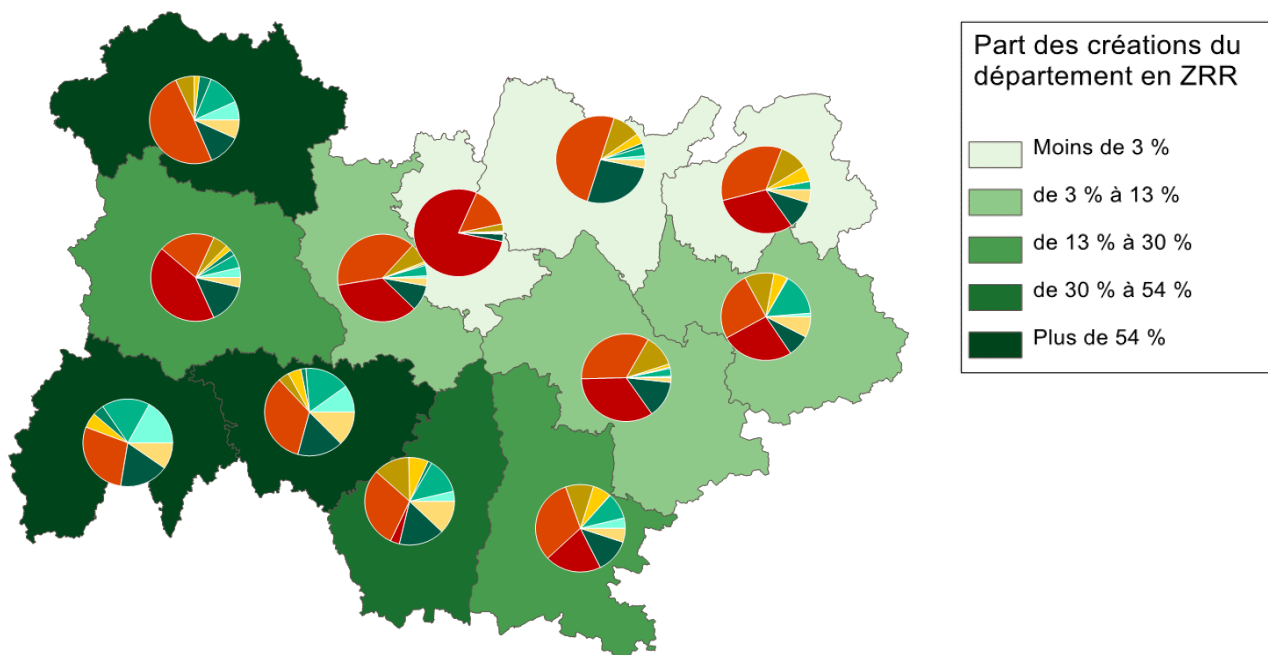 Part des créations du
département en ZRR
Moins de 3 %
de 3 % à 13 %
de 13 % à 30 %
de 30 % à 54 %
Plus de 54 %